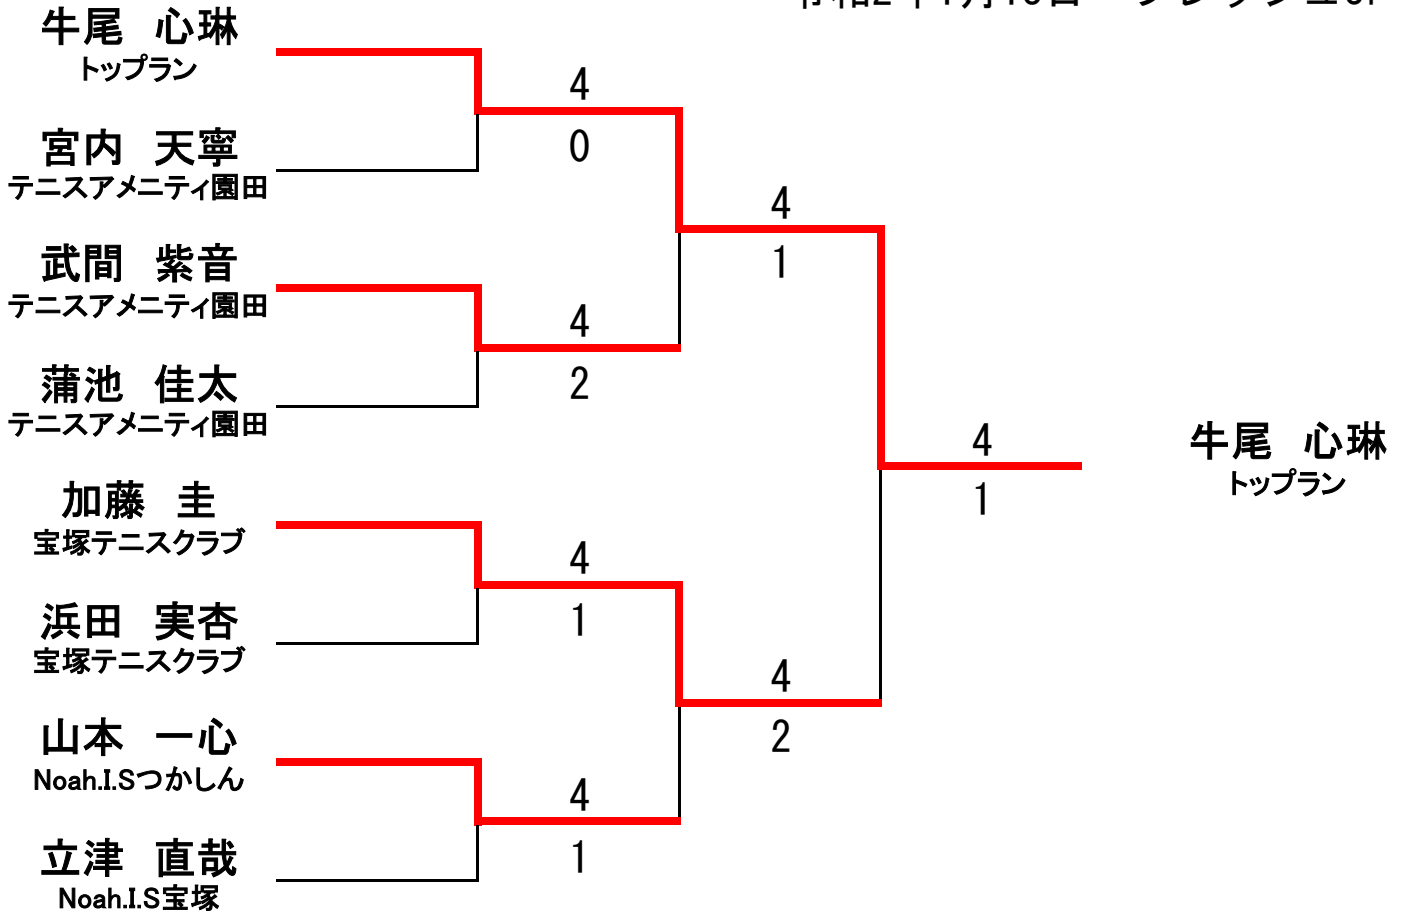 牛尾　心琳
トップラン
宮内　天寧
テニスアメニティ園田
武間　紫音
テニスアメニティ園田
蒲池　佳太
テニスアメニティ園田
加藤　圭
宝塚テニスクラブ
浜田　実杏
宝塚テニスクラブ
山本　一心
Noah.I.Sつかしん
立津　直哉
Noah.I.S宝塚
4
0
4
2
4
1
4
1
4
1
4
2
4
1
牛尾　心琳
トップラン